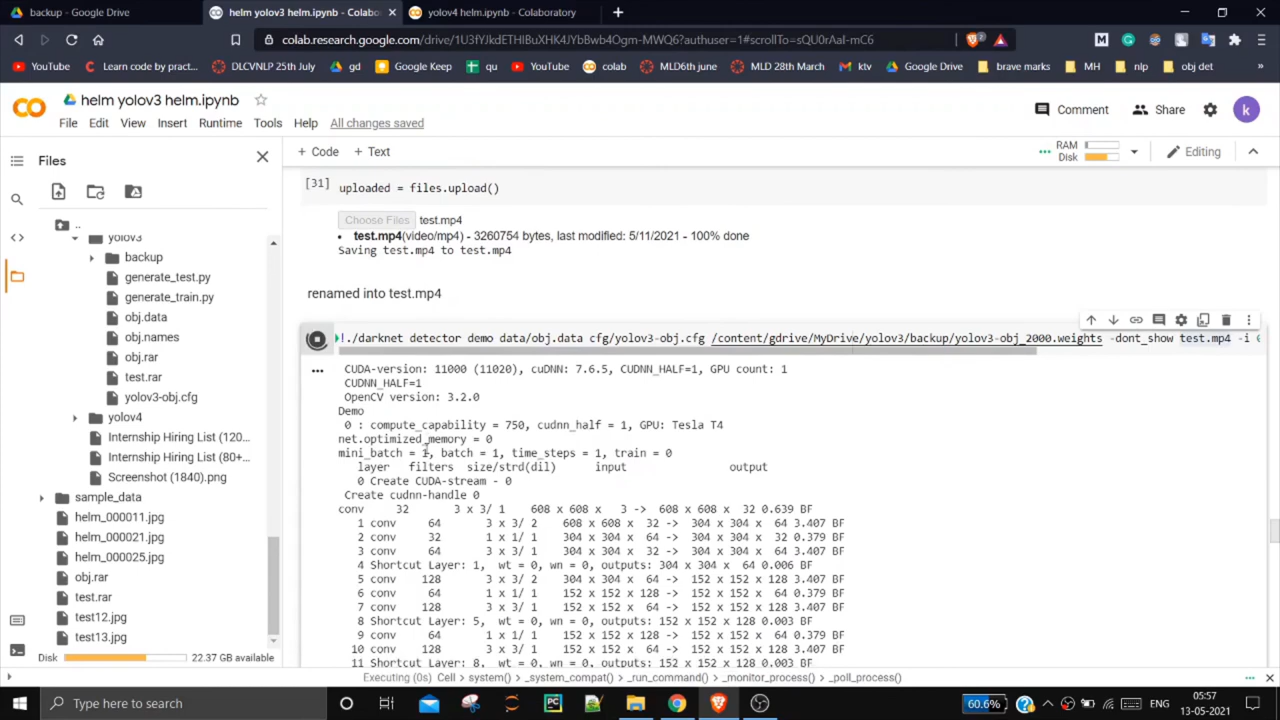 backup - Google Drive
helm yolov3 helm.ipynb - Colabo
yolov4 helm.ipynb - Colaboratory
colab.research.google.com/drive/1U3fYJkdETHIBuXHK4JYbBwb4Ogm-MWQ6?authuser=1#scrollTo=sQU0rAaI-mC6
YouTube
Learn code by pract...
DLCVNLP 25th July
gd
Google Keep
qu
YouTube
colab
MLD6th june
MLD 28th March
ktv
Google Drive
brave marks
MH
nlp
obj det
helm yolov3 helm.ipynb
Comment
Share
k
File Edit View Insert Runtime Tools Help All changes saved
Files
+ Code + Text
RAM
Disk
Editing
..
yolov3
backup
generate_test.py
generate_train.py
obj.data
obj.names
obj.rar
test.rar
yolov3-obj.cfg
yolov4
Internship Hiring List (120...
Internship Hiring List (80+...
Screenshot (1840).png
sample_data
helm_000011.jpg
helm_000021.jpg
helm_000025.jpg
obj.rar
test.rar
test12.jpg
test13.jpg
Disk 22.37 GB available
[31] uploaded = files.upload()
Choose Files test.mp4
• test.mp4(video/mp4) - 3260754 bytes, last modified: 5/11/2021 - 100% done
Saving test.mp4 to test.mp4
renamed into test.mp4
!./darknet detector demo data/obj.data cfg/yolov3-obj.cfg /content/gdrive/MyDrive/yolov3/backup/yolov3-obj_2000.weights -dont_show test.mp4 -i 0
CUDA-version: 11000 (11020), cuDNN: 7.6.5, CUDNN_HALF=1, GPU count: 1
CUDNN_HALF=1
OpenCV version: 3.2.0
Demo
0 : compute_capability = 750, cudnn_half = 1, GPU: Tesla T4
net.optimized_memory = 0
mini_batch = 1, batch = 1, time_steps = 1, train = 0
layer filters size/strd(dil) input output
0 Create CUDA-stream - 0
Create cudnn-handle 0
conv 32 3 x 3/ 1 608 x 608 x 3 -> 608 x 608 x 32 0.639 BF
1 conv 64 3 x 3/ 2 608 x 608 x 32 -> 304 x 304 x 64 3.407 BF
2 conv 32 1 x 1/ 1 304 x 304 x 64 -> 304 x 304 x 32 0.379 BF
3 conv 64 3 x 3/ 1 304 x 304 x 32 -> 304 x 304 x 64 3.407 BF
4 Shortcut Layer: 1, wt = 0, wn = 0, outputs: 304 x 304 x 64 0.006 BF
5 conv 128 3 x 3/ 2 304 x 304 x 64 -> 152 x 152 x 128 3.407 BF
6 conv 64 1 x 1/ 1 152 x 152 x 128 -> 152 x 152 x 64 0.379 BF
7 conv 128 3 x 3/ 1 152 x 152 x 64 -> 152 x 152 x 128 3.407 BF
8 Shortcut Layer: 5, wt = 0, wn = 0, outputs: 152 x 152 x 128 0.003 BF
9 conv 64 1 x 1/ 1 152 x 152 x 128 -> 152 x 152 x 64 0.379 BF
10 conv 128 3 x 3/ 1 152 x 152 x 64 -> 152 x 152 x 128 3.407 BF
11 Shortcut Layer: 8, wt = 0, wn = 0, outputs: 152 x 152 x 128 0.003 BF
Executing (0s) Cell > system() > _system_compat() > _run_command() > _monitor_process() > _poll_process()
Type here to search
60.6%
ENG
05:57
13-05-2021